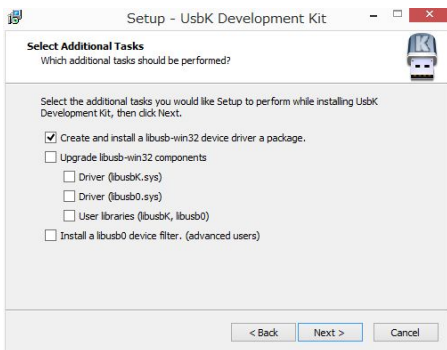 Setup - UsbK Development Kit
Select Additional Tasks
Which additional tasks should be performed?
Select the additional tasks you would like Setup to perform while installing UsbK
Development Kit, then click Next.
Create and install a libusb-win32 device driver a package.
Upgrade libusb-win32 components
Driver (libusbK.sys)
Driver (libusb0.sys)
User libraries (libusbK, libusb0)
Install a libusb0 device filter. (advanced users)
< Back Next > Cancel